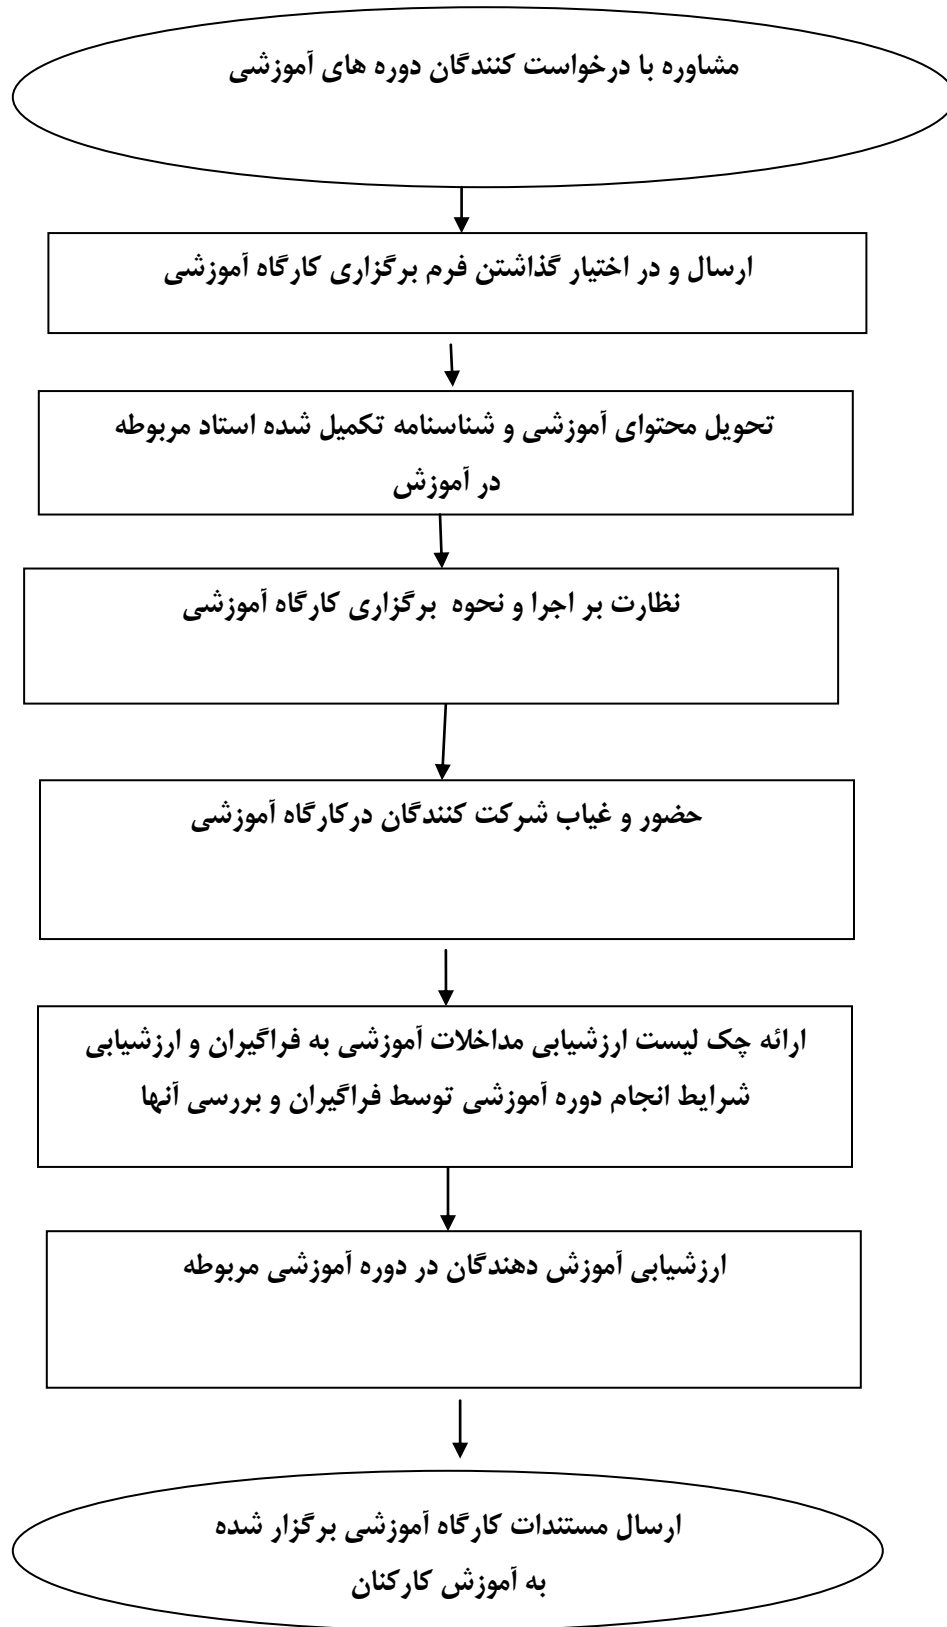 مشاوره با درخواست کنندگان دوره های آموزشی
ارسال و در اختیار گذاشتن فرم برگزاری کارگاه آموزشی
تحویل محتوای آموزشی و شناسنامه تکمیل شده استاد مربوطه
در آموزش
نظارت بر اجرا و نحوه برگزاری کارگاه آموزشی
حضور و غیاب شرکت کنندگان درکارگاه آموزشی
ارائه چک لیست ارزشیابی مداخلات آموزشی به فراگیران و ارزشیابی
شرایط انجام دوره آموزشی توسط فراگیران و بررسی آنها
ارزشیابی آموزش دهندگان در دوره آموزشی مربوطه
ارسال مستندات کارگاه آموزشی برگزار شده
به آموزش کارکنان